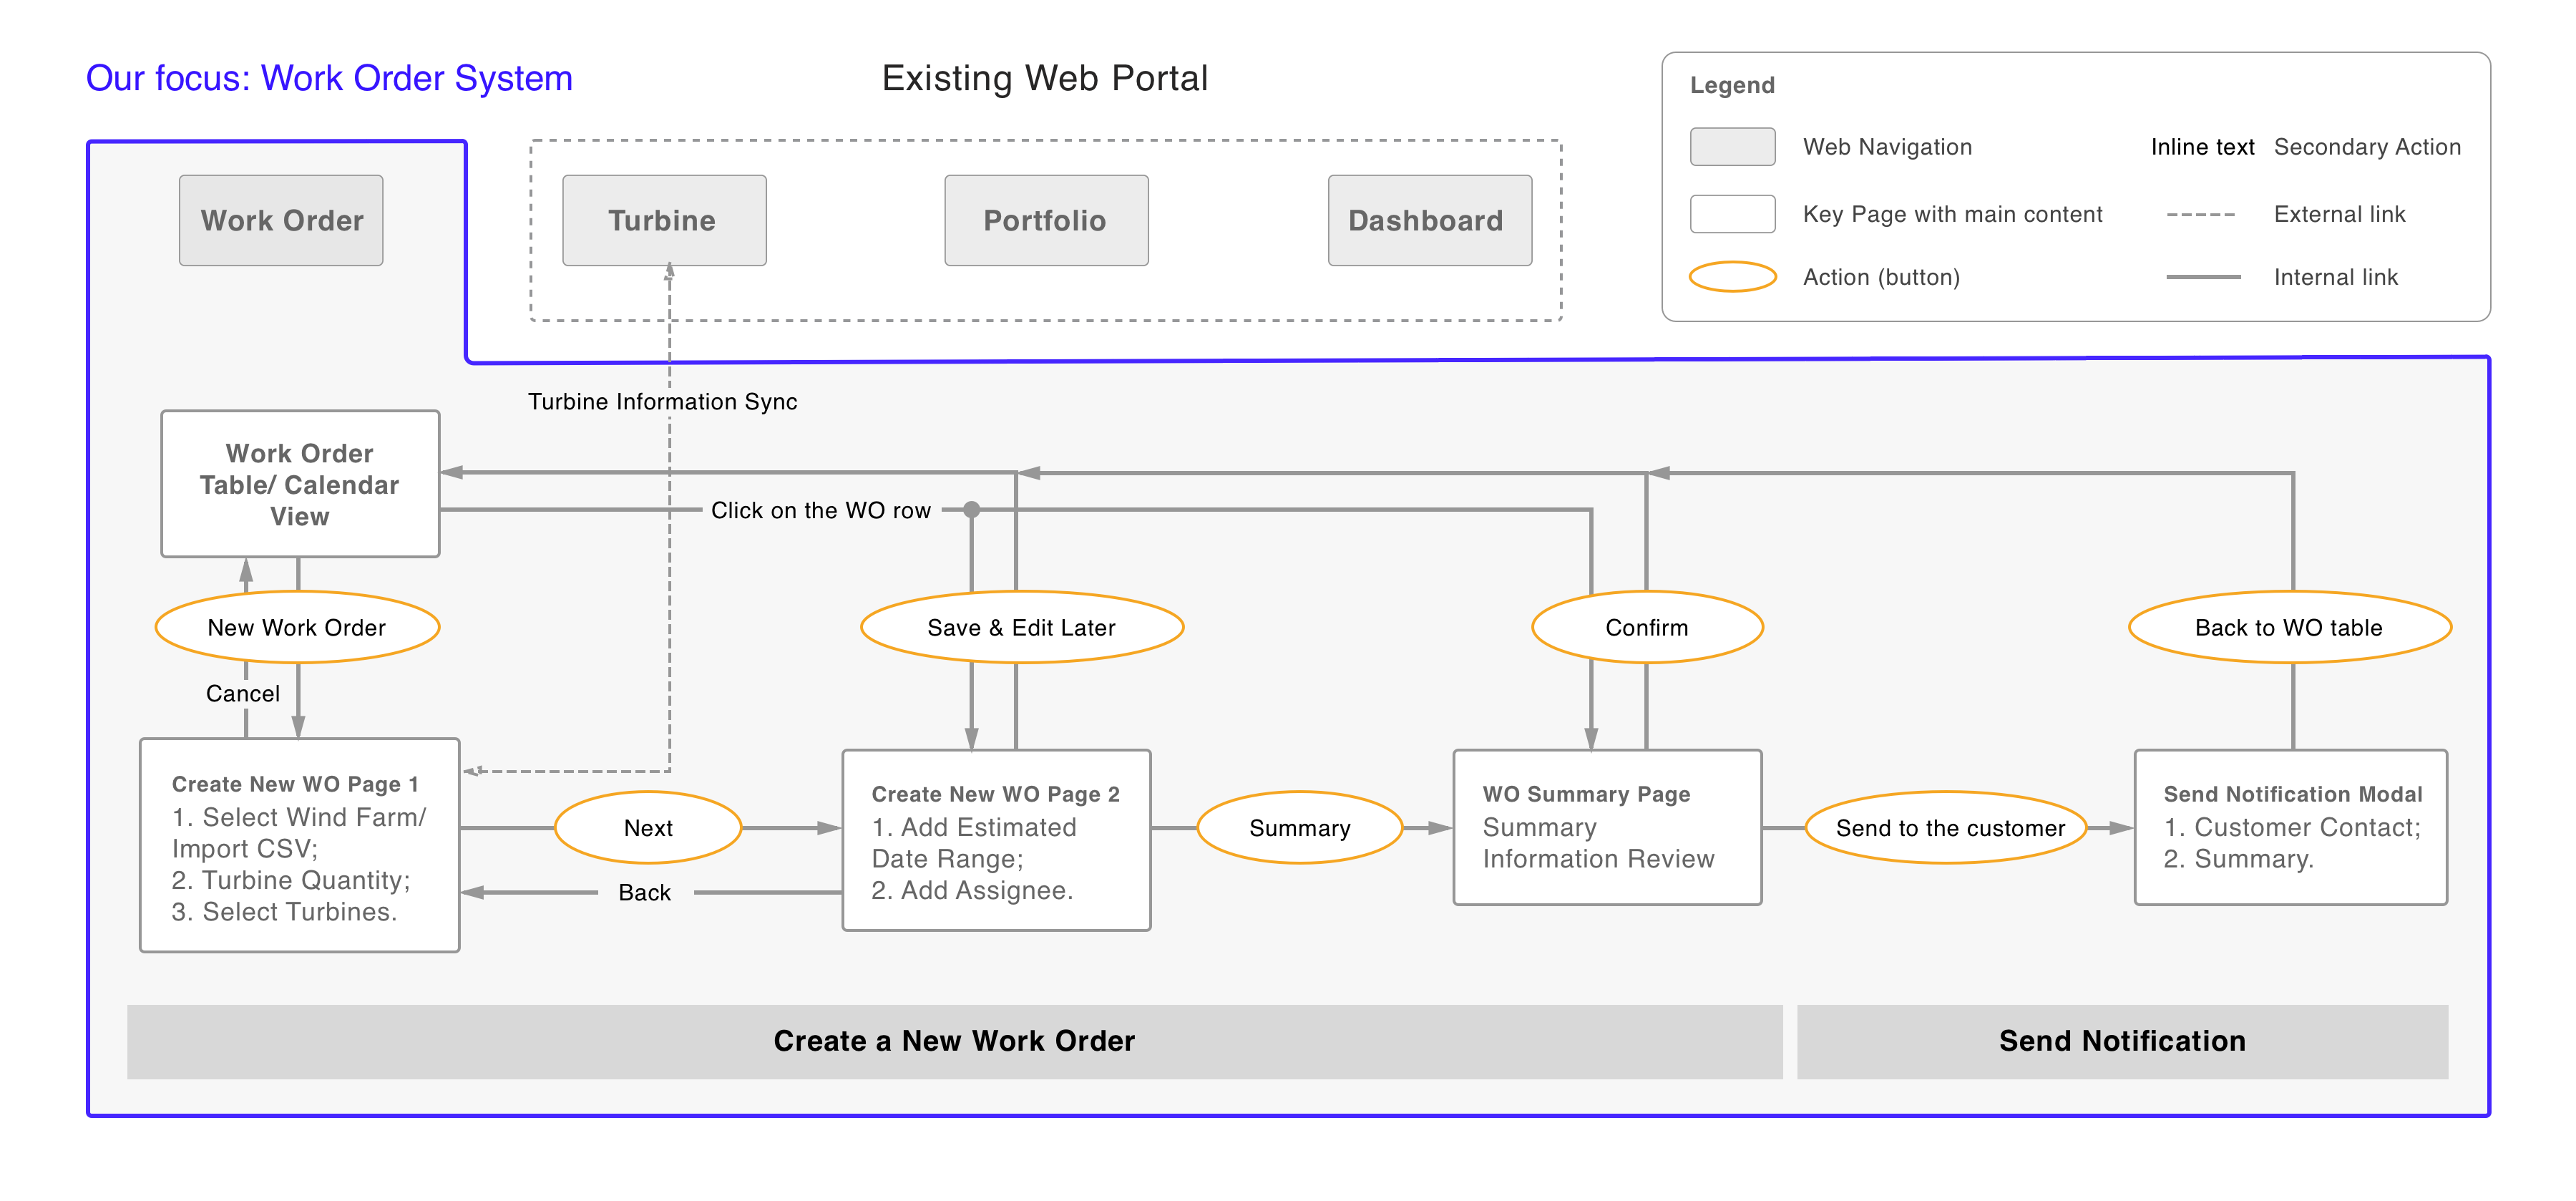 Our focus: Work Order System
Existing Web Portal
Legend
Web Navigation
Inline text
Secondary Action
Key Page with main content
External link
Action (button)
Internal link
Work Order
Turbine
Portfolio
Dashboard
Turbine Information Sync
Work Order
Table/ Calendar
View
Click on the WO row
New Work Order
Save & Edit Later
Confirm
Back to WO table
Cancel
Create New WO Page 1
1. Select Wind Farm/
Import CSV;
2. Turbine Quantity;
3. Select Turbines.
Next
Back
Create New WO Page 2
1. Add Estimated
Date Range;
2. Add Assignee.
Summary
WO Summary Page
Summary
Information Review
Send to the customer
Send Notification Modal
1. Customer Contact;
2. Summary.
Create a New Work Order
Send Notification